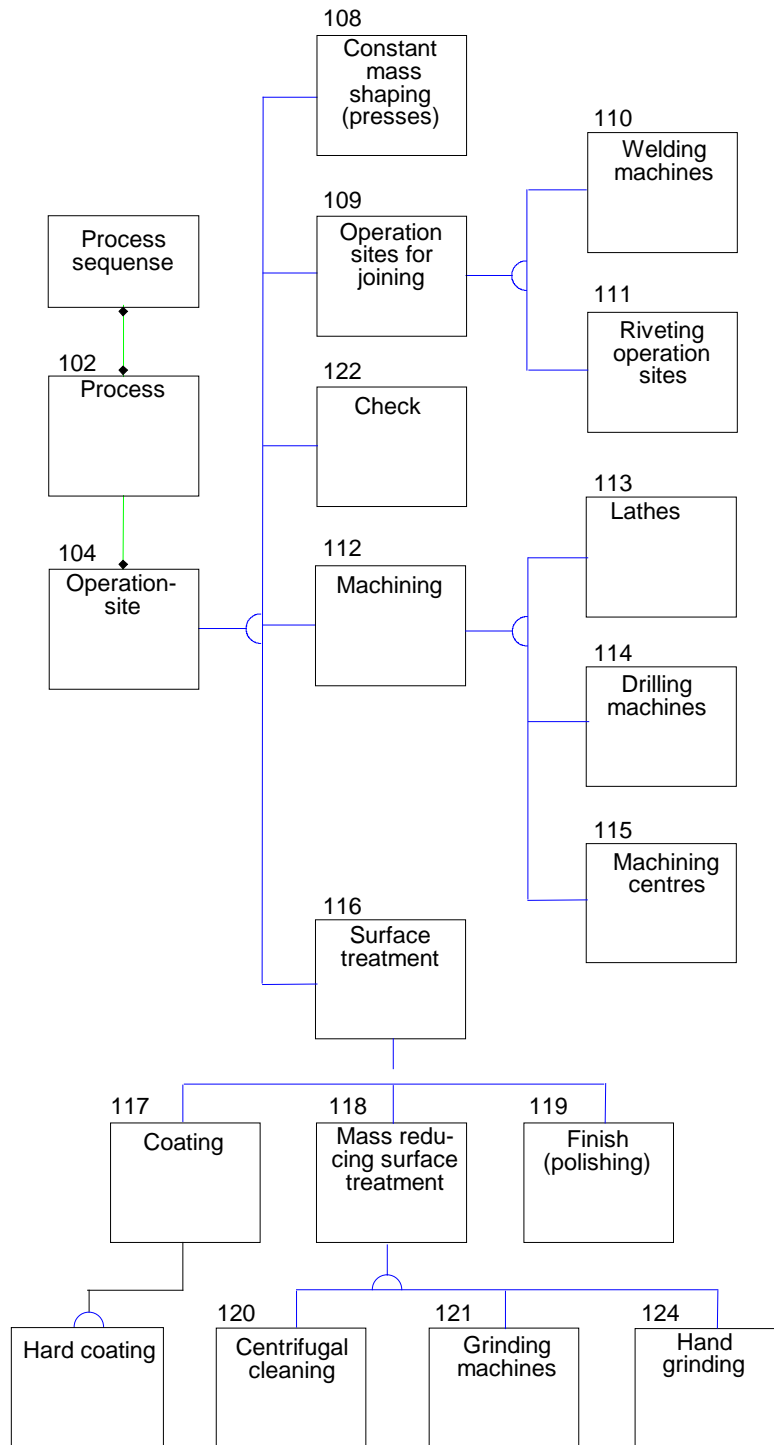 108
Constant
mass
shaping
(presses)
110
Welding
machines
109
Operation
sites for
joining
Process
sequense
111
Riveting
operation
sites
102
Process
122
Check
113
Lathes
104
Operation-
site
112
Machining
114
Drilling
machines
115
Machining
centres
116
Surface
treatment
117
Coating
118
Mass redu-
cing surface
treatment
119
Finish
(polishing)
Hard coating
120
Centrifugal
cleaning
121
Grinding
machines
124
Hand
grinding